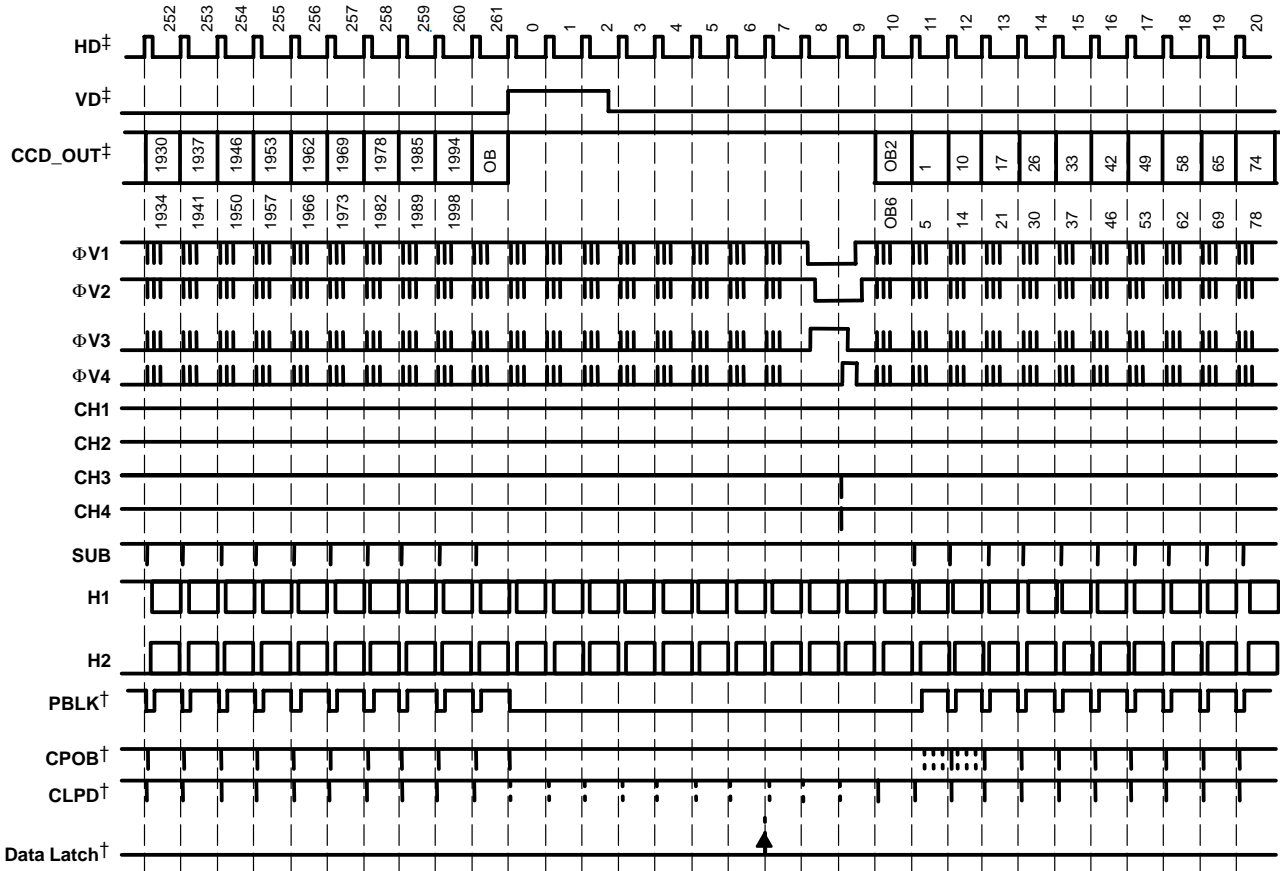 252 253 254 255 256 257 258 259 260 261 0 1 2 3 4 5 6 7 8 9 10 11 12 13 14 15 16 17 18 19 20
HD‡
VD‡
CCD_OUT‡ 1930 1937 1946 1953 1962 1969 1978 1985 1994 OB OB2 1 10 17 26 33 42 49 58 65 74
1934 1941 1950 1957 1966 1973 1982 1989 1998 OB6 5 14 21 30 37 46 53 62 69 78
ΦV1
ΦV2
ΦV3
ΦV4
CH1
CH2
CH3
CH4
SUB
H1
H2
PBLK†
CPOB†
CLPD†
Data Latch†